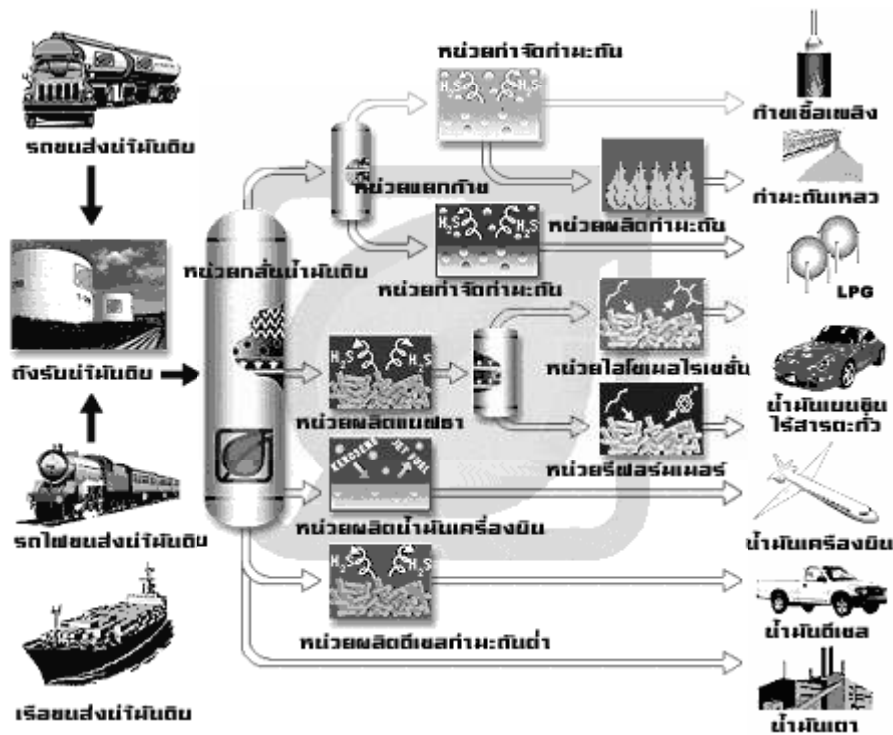 รถขนส่งน้ำมันดิบ
ถังรับน้ำมันดิบ
รถไฟขนส่งน้ำมันดิบ
เรือขนส่งน้ำมันดิบ
หน่วยกลั่นน้ำมันดิบ
หน่วยแยกก๊าซ
หน่วยกำจัดกำมะถัน
H₂S
H₂S
หน่วยผลิตกำมะถัน
H₂S
H₂S
หน่วยกำจัดกำมะถัน
H₂S
H₂S
หน่วยผลิตแนฟธา
หน่วยไอโซเมอไรเซชั่น
หน่วยรีฟอร์มเมอร์
KEROSENE
JET FUEL
หน่วยผลิตน้ำมันเครื่องบิน
H₂S
H₂S
หน่วยผลิตดีเซลกำมะถันต่ำ
ก๊าซเชื้อเพลิง
กำมะถันเหลว
LPG
น้ำมันเบนซิน
ไร้สารตะกั่ว
น้ำมันเครื่องบิน
น้ำมันดีเซล
น้ำมันเตา